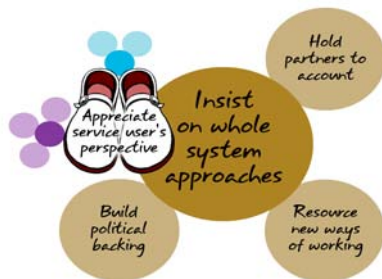 Hold
partners to
account
Insist
on whole
system
approaches
Appreciate
service user's
perspective
Build
political
backing
Resource
new ways
of working